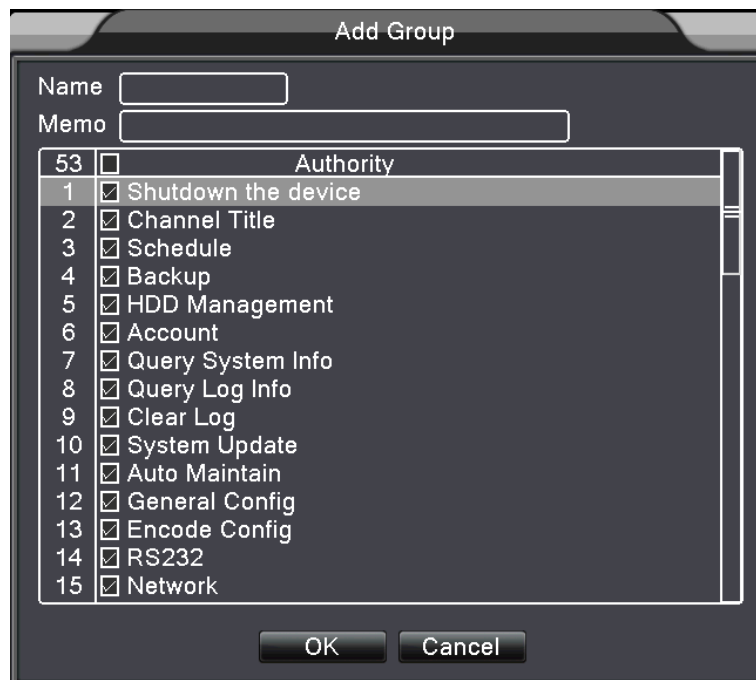 Add Group
Name
Memo
53 Authority
1 Shutdown the device
2 Channel Title
3 Schedule
4 Backup
5 HDD Management
6 Account
7 Query System Info
8 Query Log Info
9 Clear Log
10 System Update
11 Auto Maintain
12 General Config
13 Encode Config
14 RS232
15 Network
OK Cancel